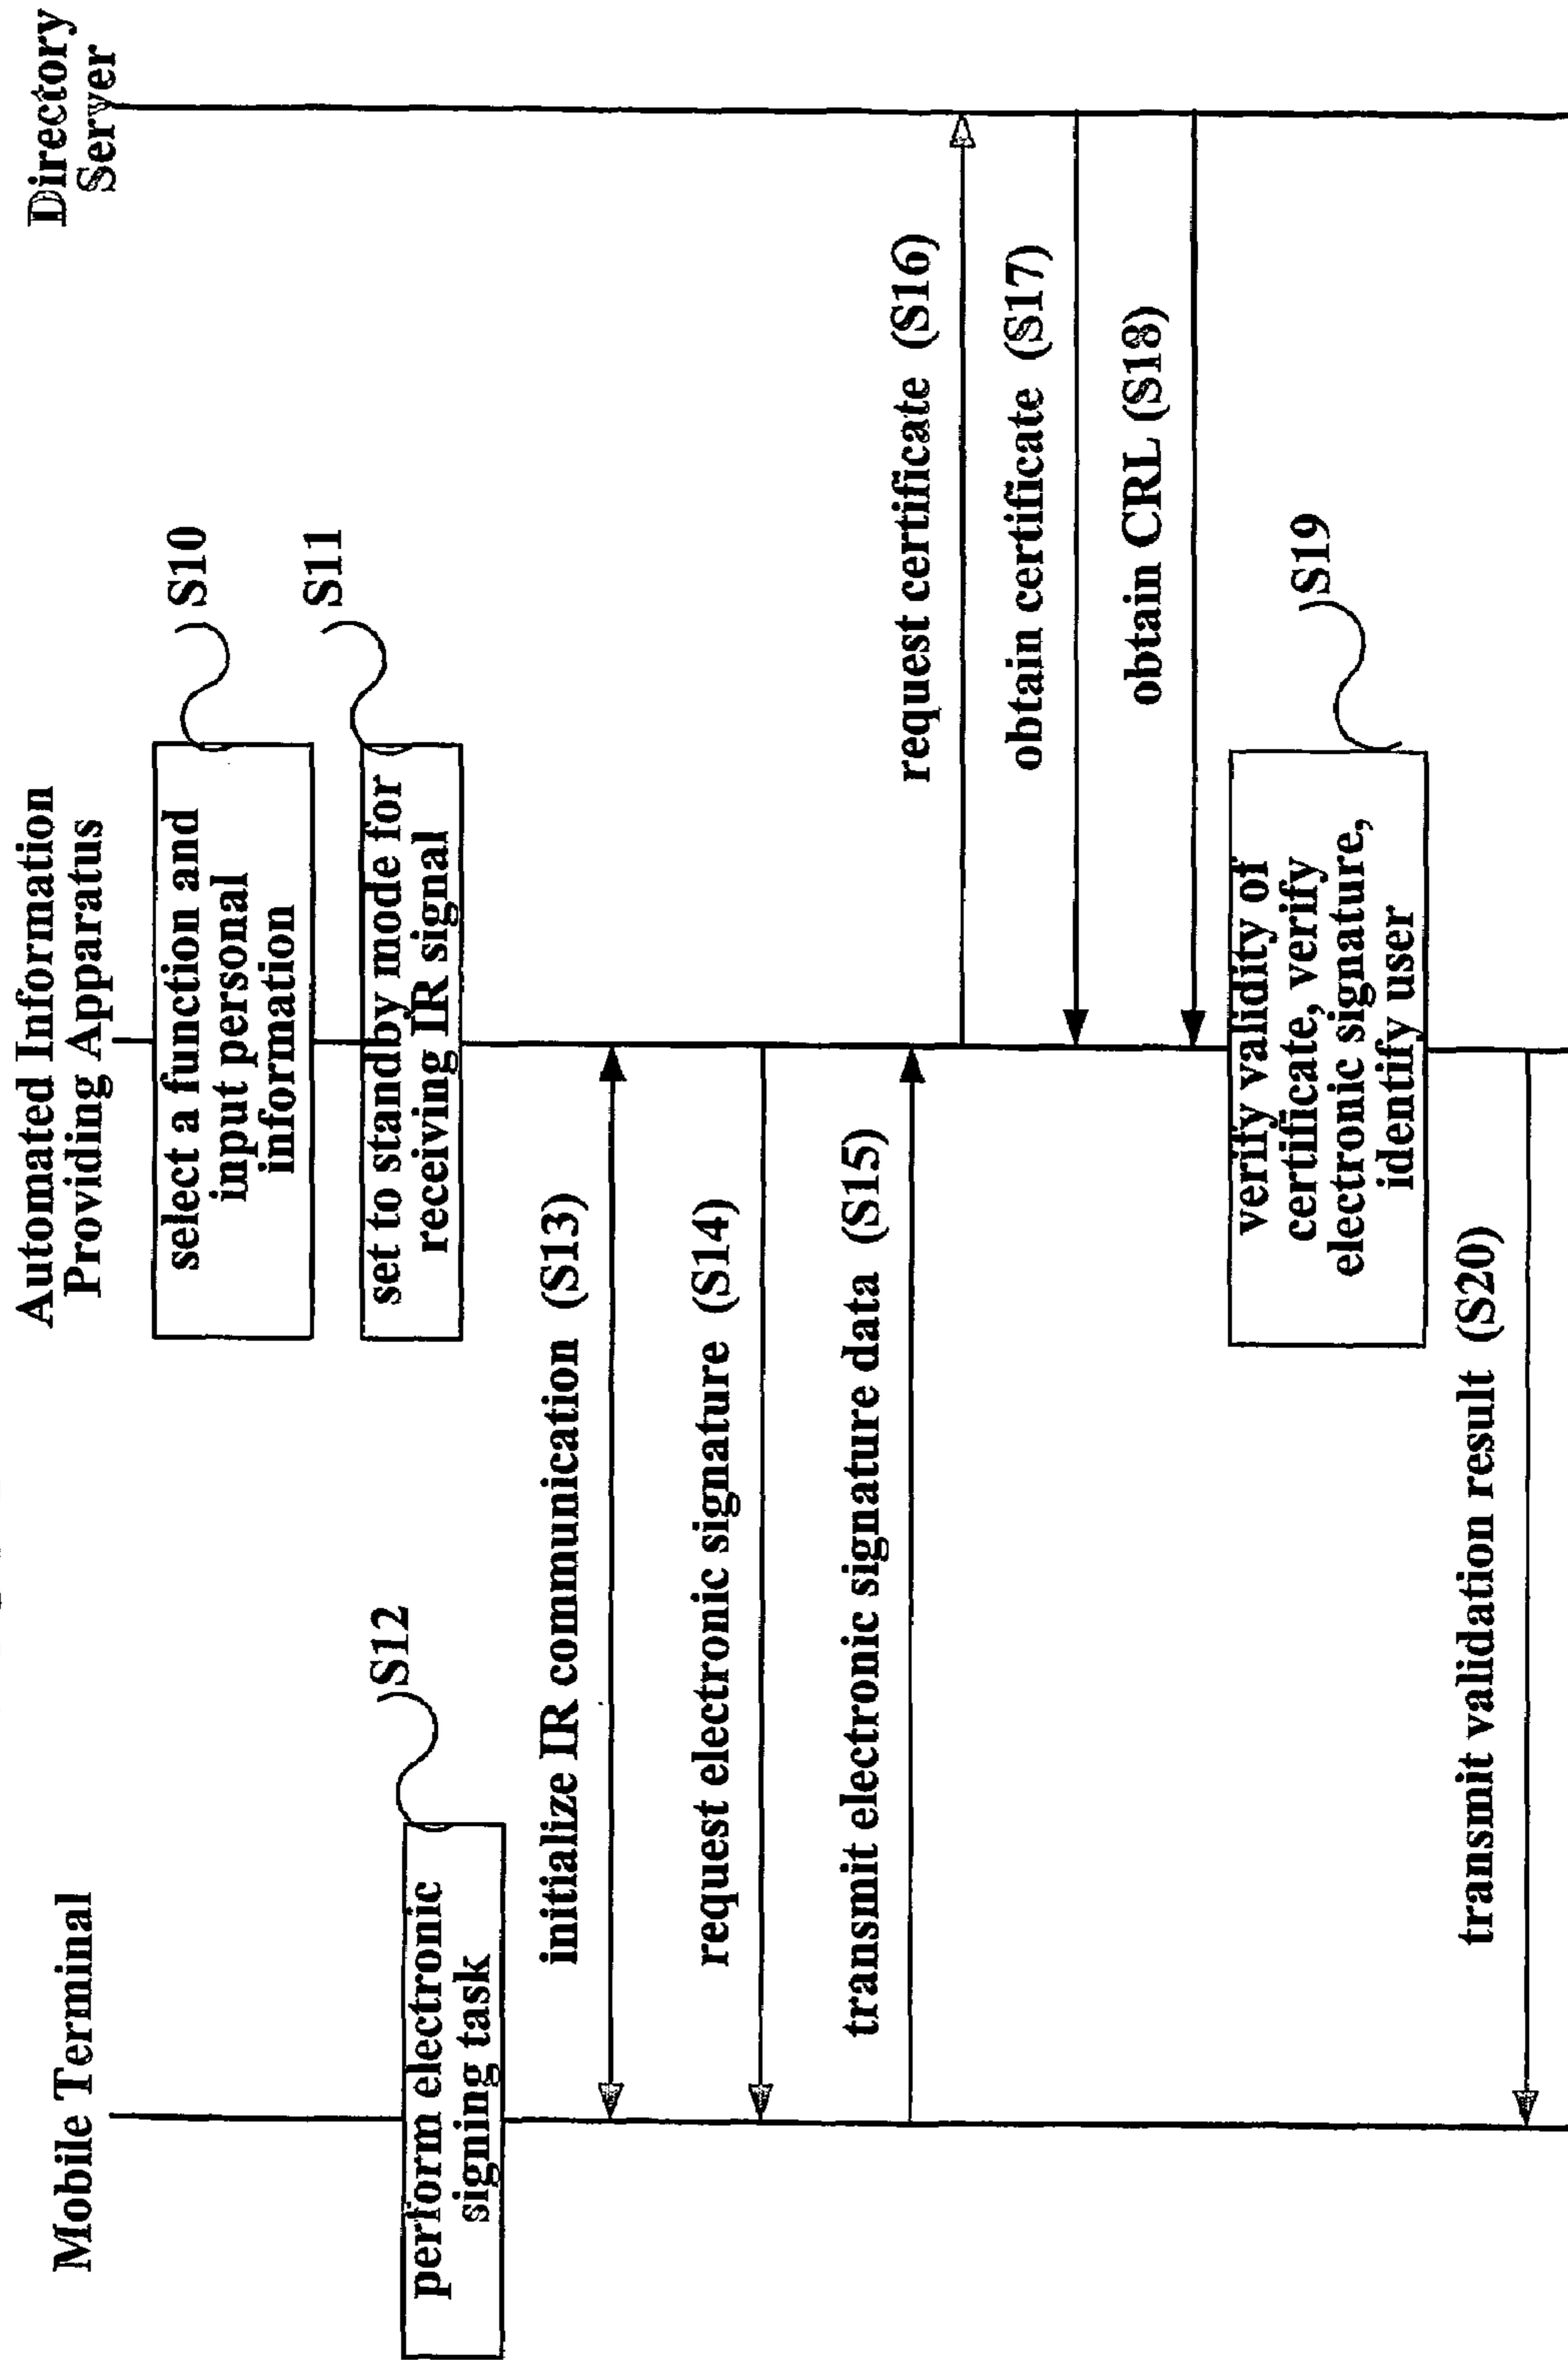 Mobile Terminal
Automated Information
Providing Apparatus
Directory
Server
select a function and
input personal
information
S10
set to standby mode for
receiving IR signal
S11
perform electronic
signing task
S12
initialize IR communication (S13)
request electronic signature (S14)
transmit electronic signature data (S15)
request certificate (S16)
obtain certificate (S17)
obtain CRL (S18)
verify validity of
certificate, verify
electronic signature,
identify user
S19
transmit validation result (S20)